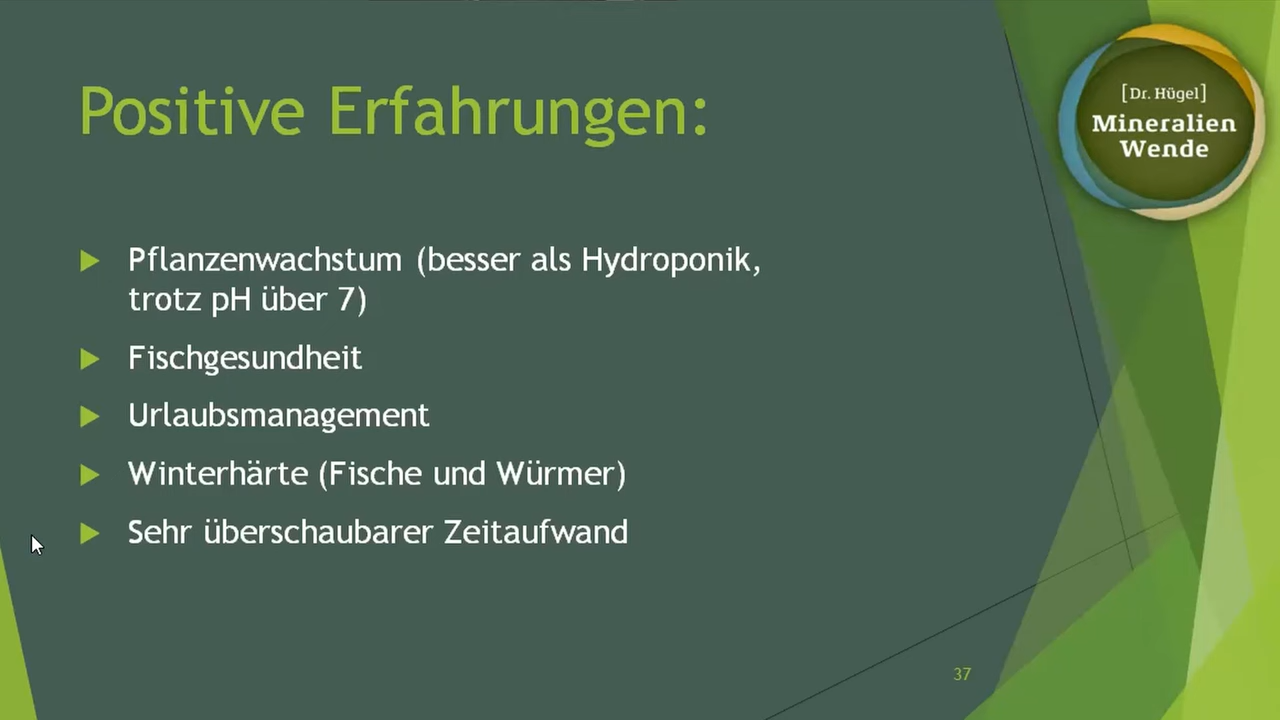 Positive Erfahrungen:
[Dr. Hügel]
Mineralien
Wende
Pflanzenwachstum (besser als Hydroponik,
trotz pH über 7)
Fischgesundheit
Urlaubsmanagement
Winterhärte (Fische und Würmer)
Sehr überschaubarer Zeitaufwand
37